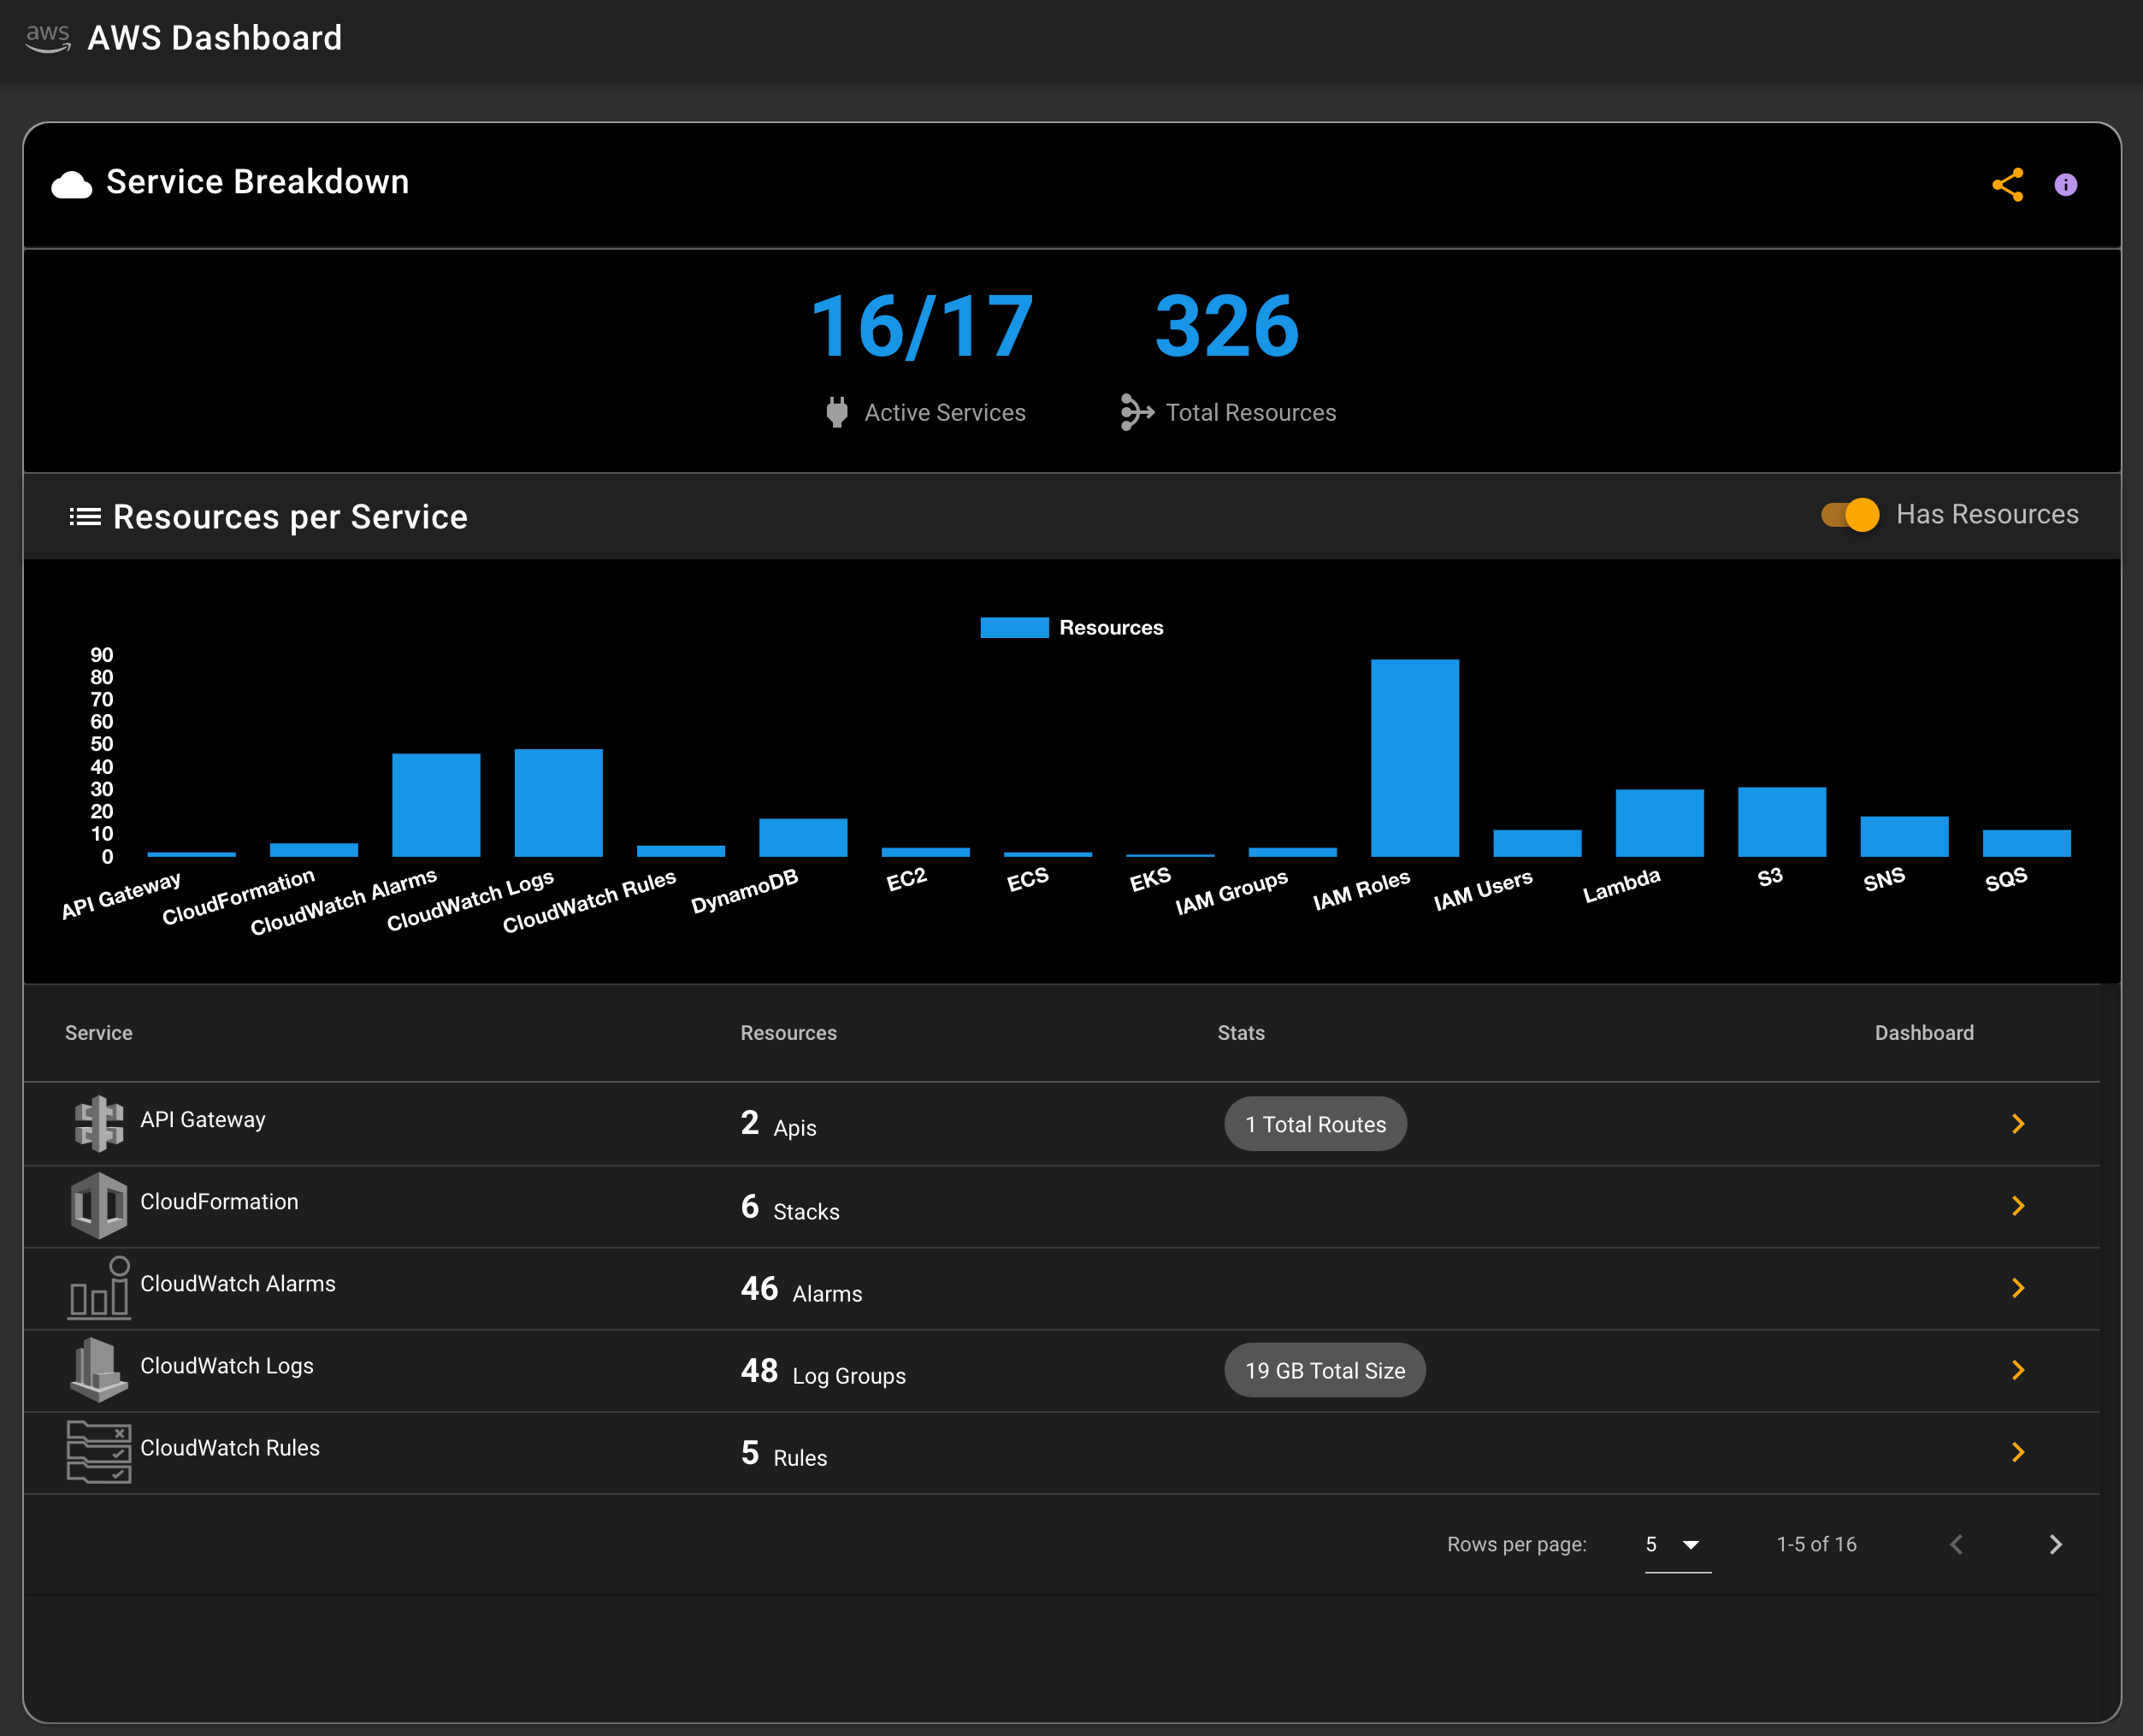 aws AWS Dashboard
Service Breakdown
16/17 326
Active Services Total Resources
Resources per Service Has Resources
Resources
90
80
70
60
50
40
30
20
10
0
API Gateway CloudFormation CloudWatch Alarms CloudWatch Logs CloudWatch Rules DynamoDB EC2 ECS EKS IAM Groups IAM Roles IAM Users Lambda S3 SNS SQS
Service Resources Stats Dashboard
API Gateway 2 Apis 1 Total Routes
CloudFormation 6 Stacks
CloudWatch Alarms 46 Alarms
CloudWatch Logs 48 Log Groups 19 GB Total Size
CloudWatch Rules 5 Rules
Rows per page: 5 1-5 of 16